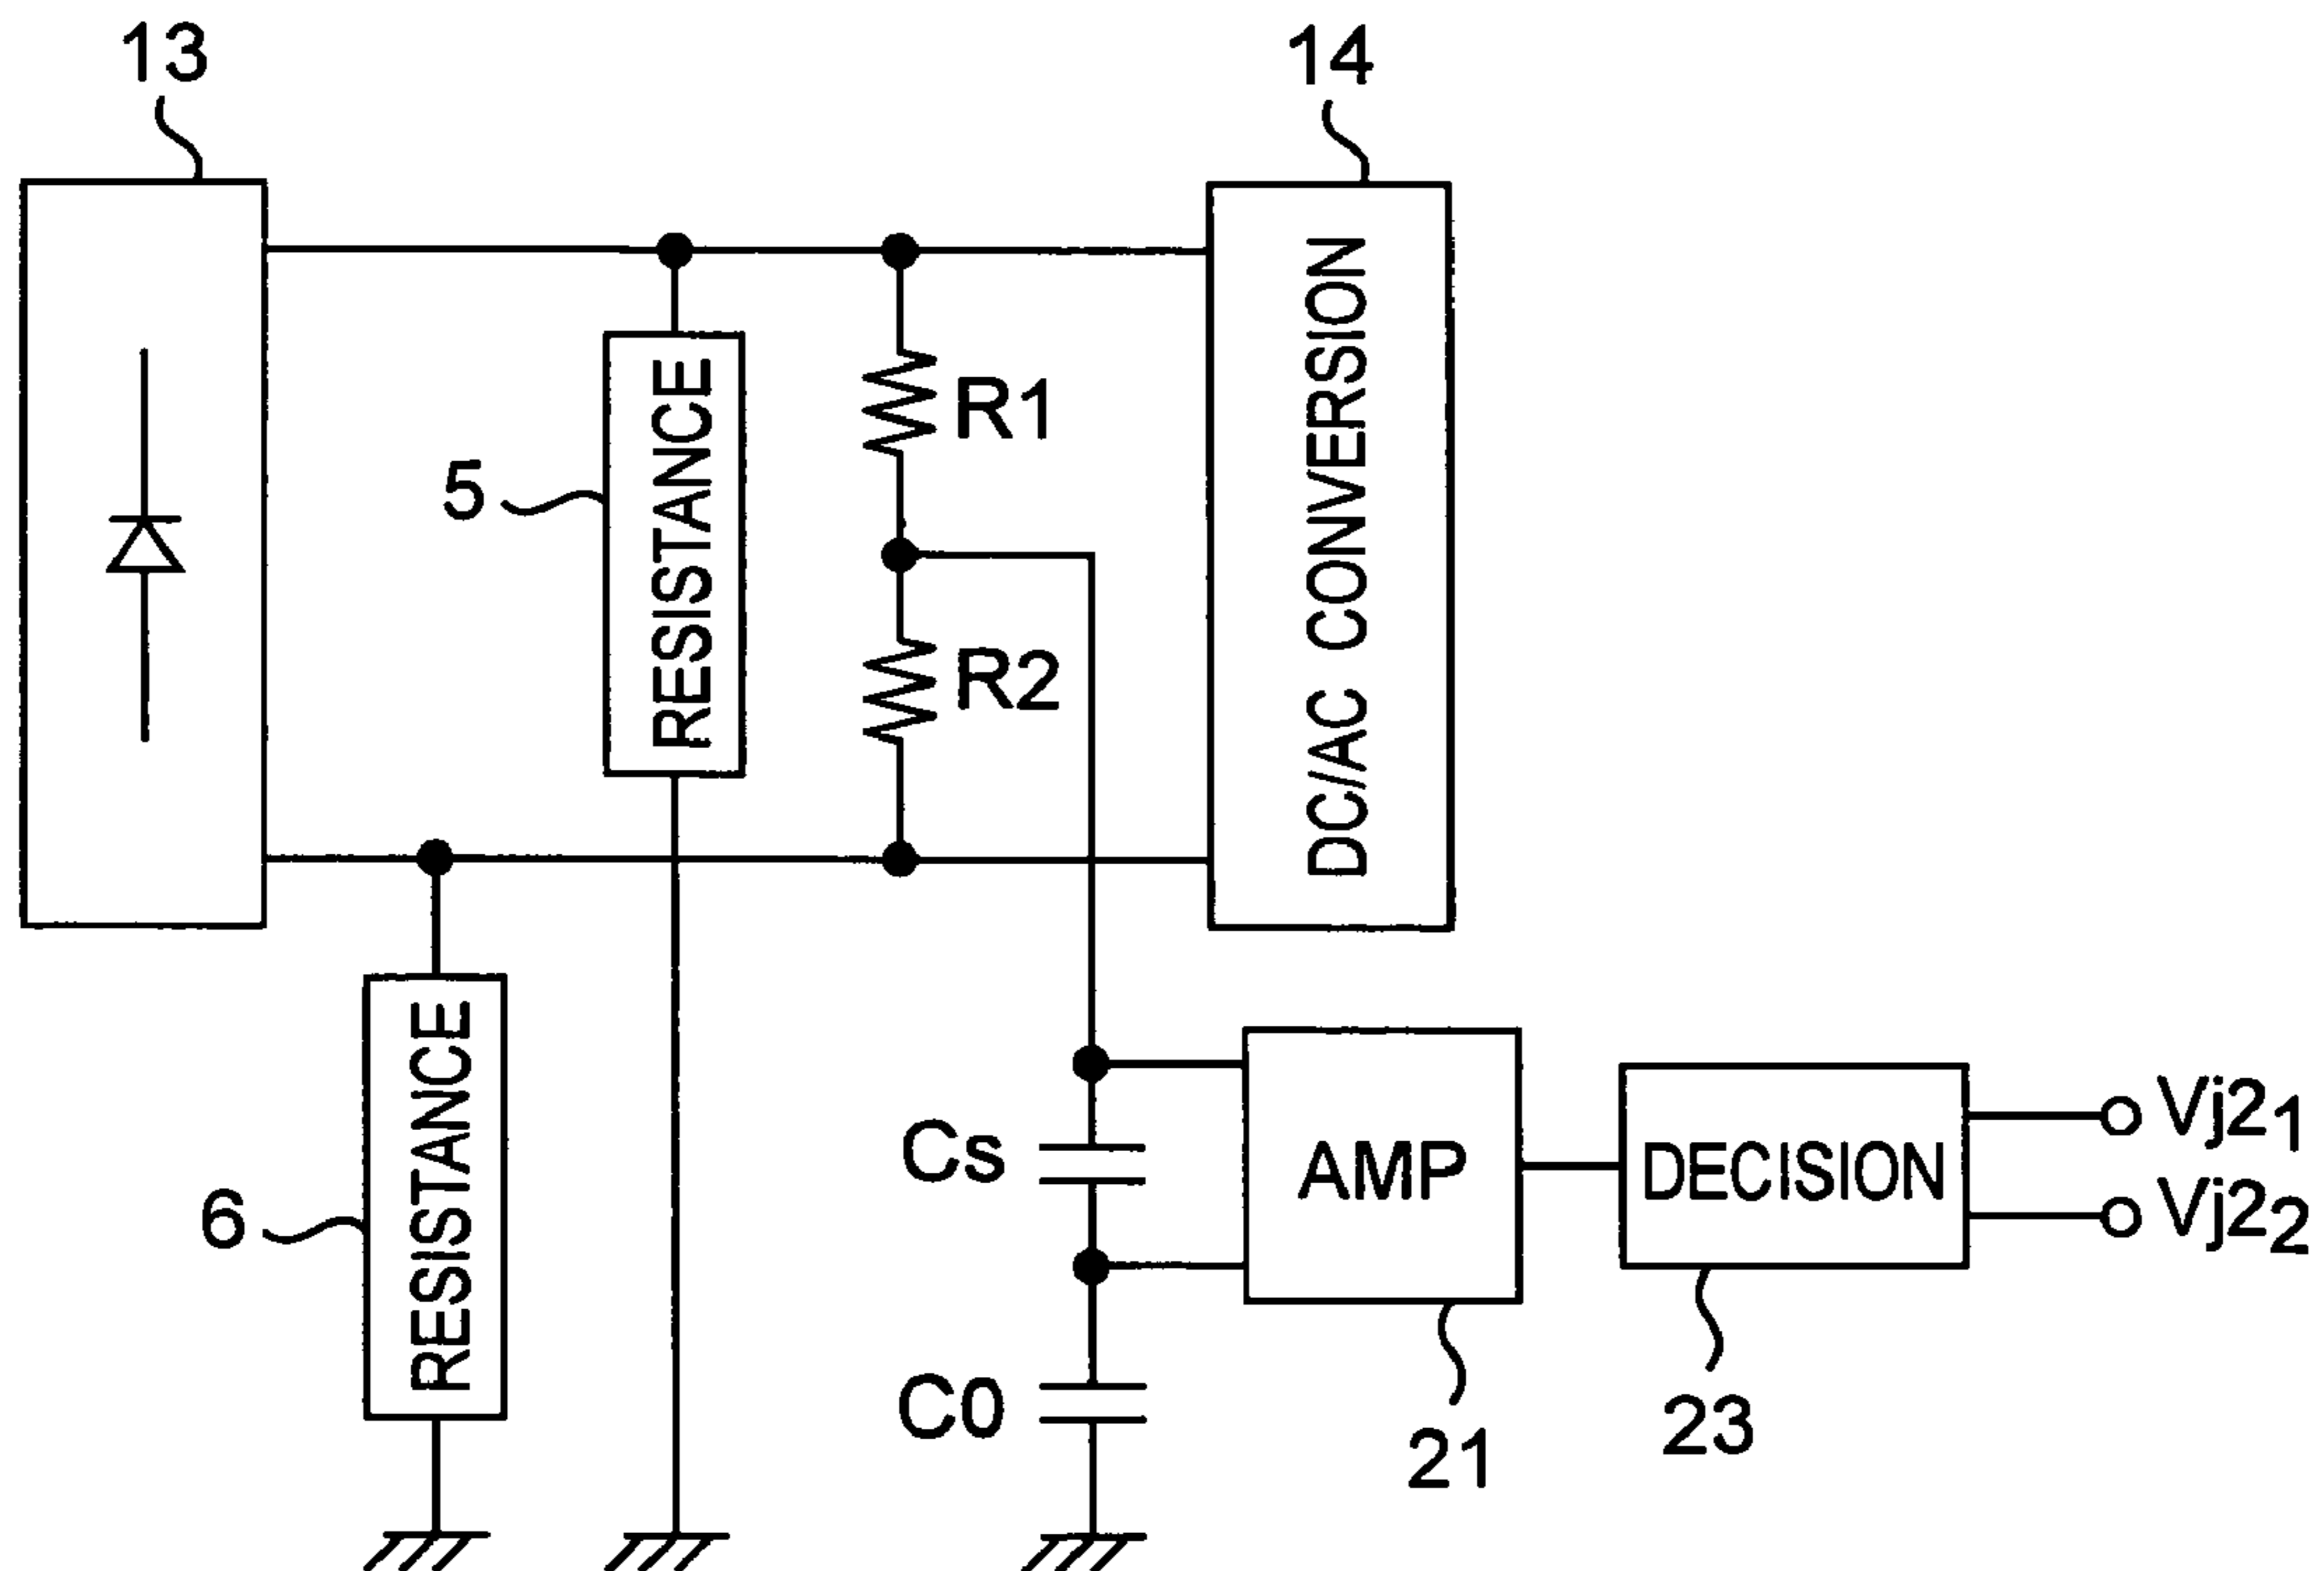 13
14
RESISTANCE
5
R1
R2
DC/AC CONVERSION
RESISTANCE
6
Cs
C0
AMP
DECISION
Vj2₁
Vj2₂
21
23